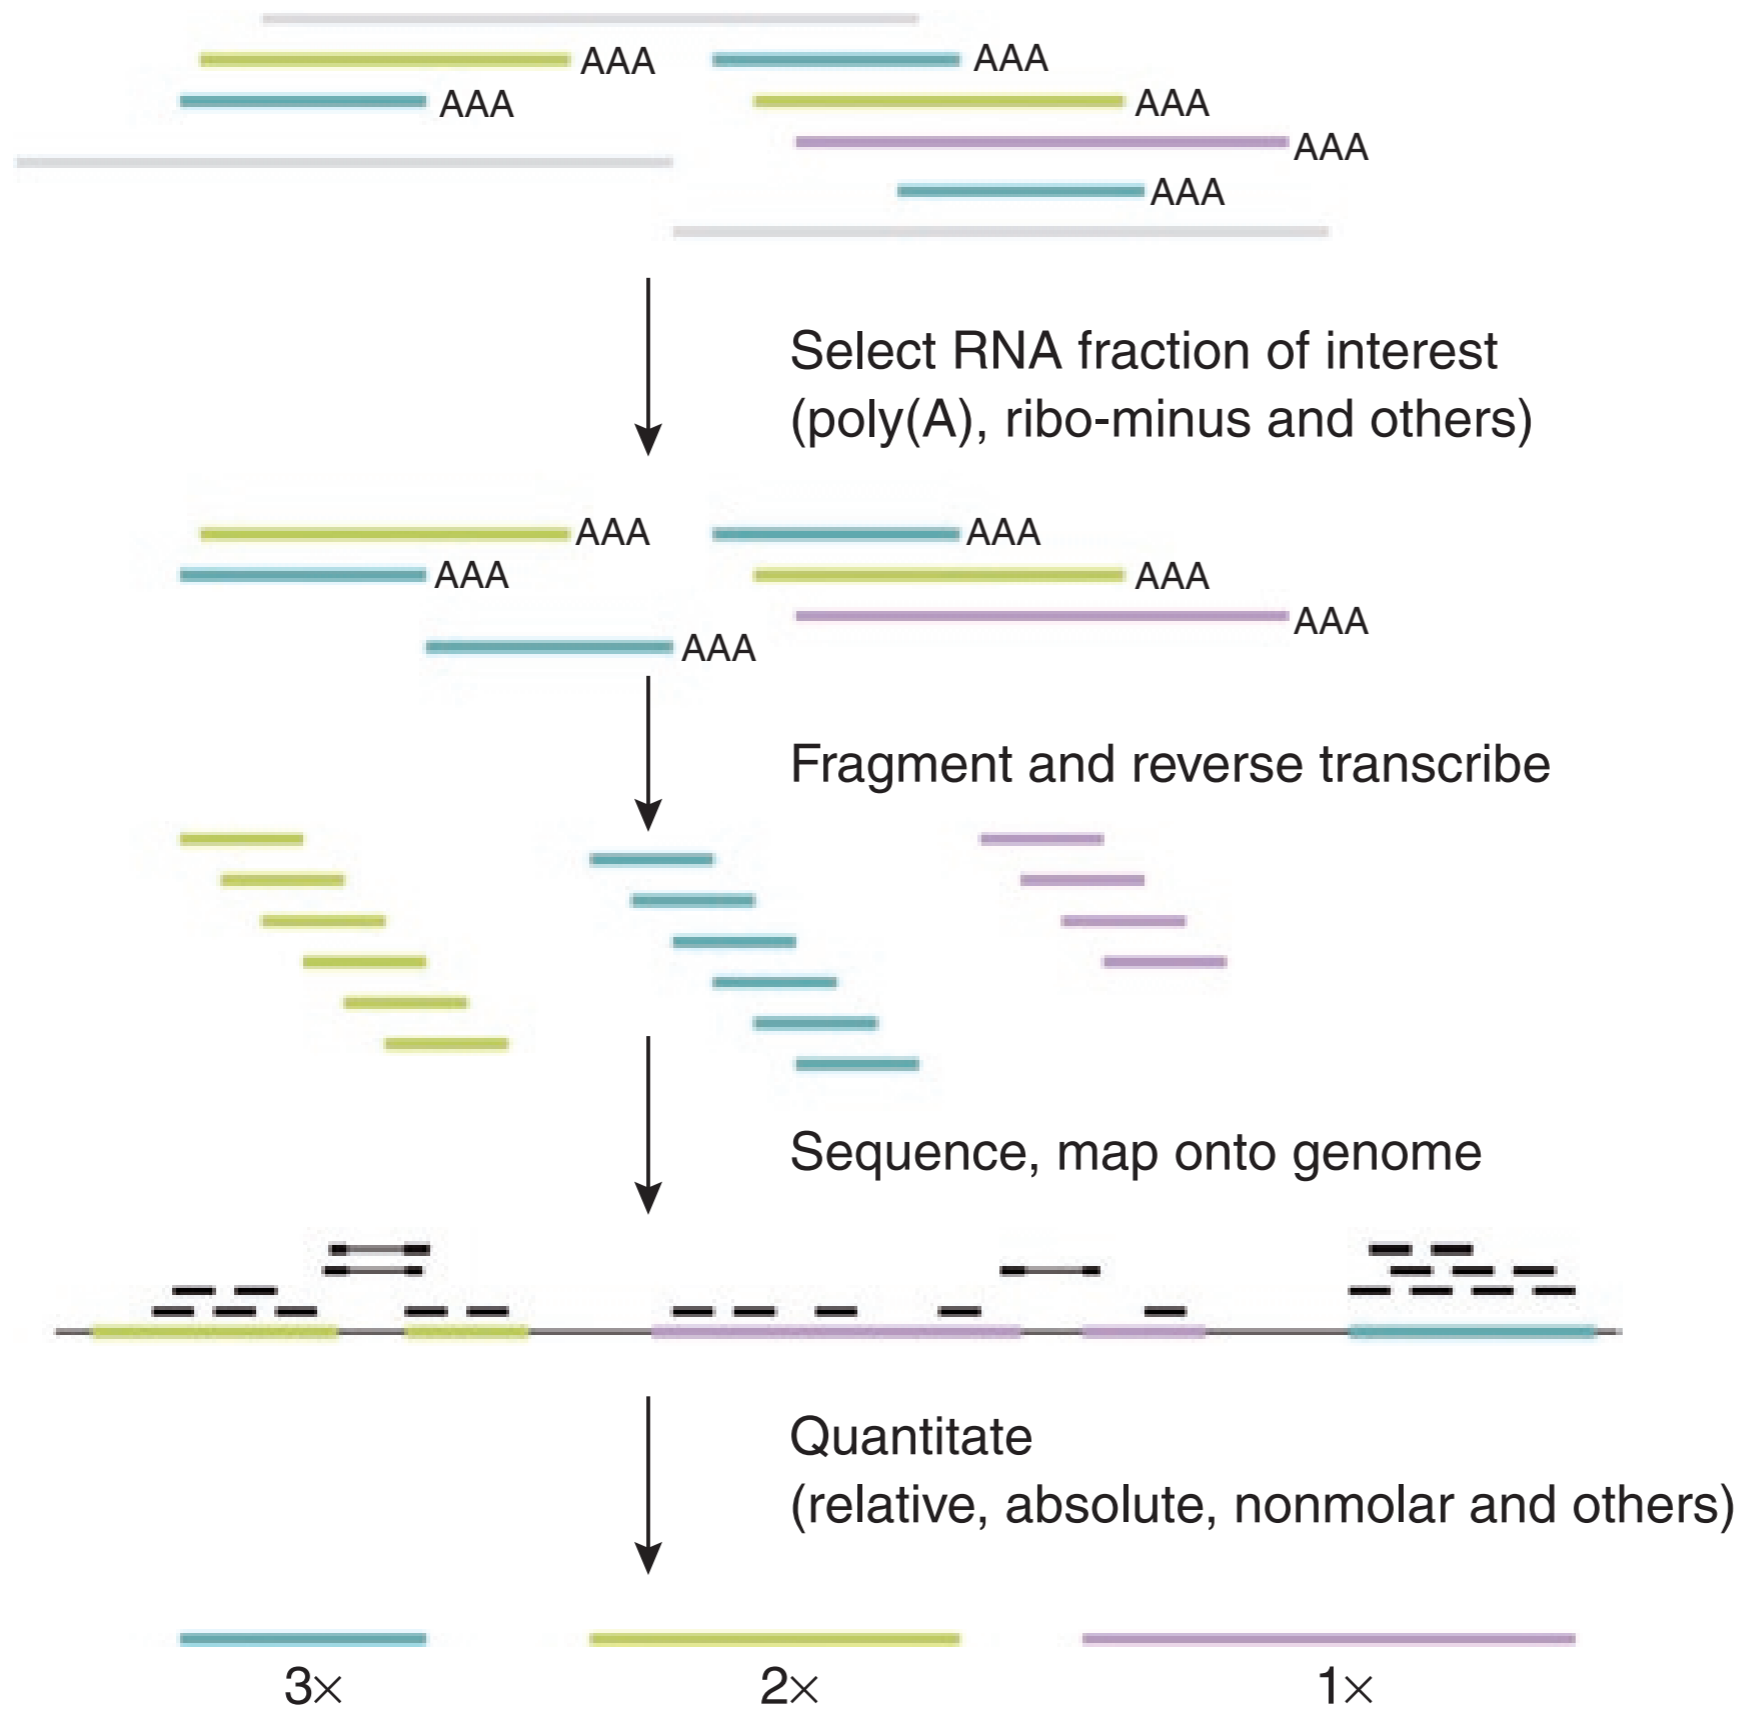 AAA
AAA
AAA
AAA
AAA
AAA
Select RNA fraction of interest
(poly(A), ribo-minus and others)
AAA
AAA
AAA
AAA
AAA
AAA
Fragment and reverse transcribe
Sequence, map onto genome
Quantitate
(relative, absolute, nonmolar and others)
3×
2×
1×